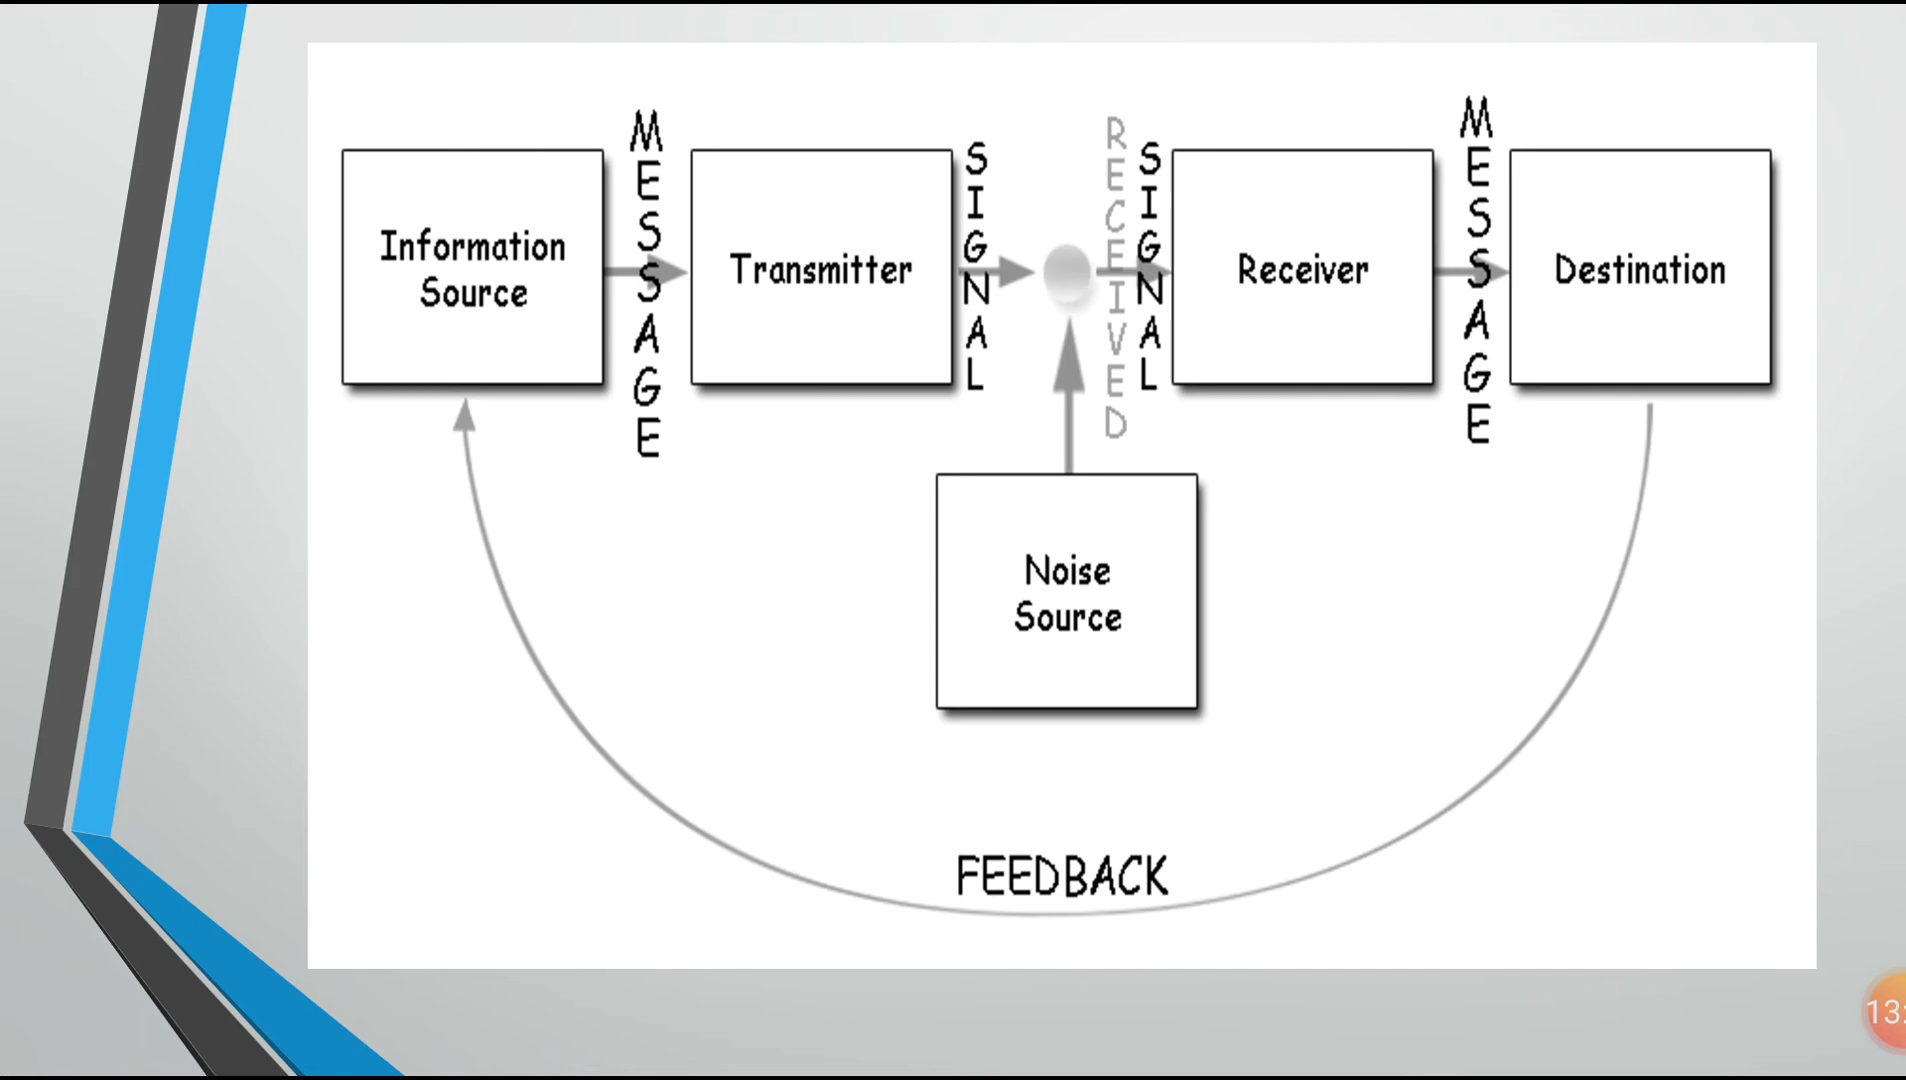 Information
Source
MESSAGE
Transmitter
SIGNAL
RECEIVED
SIGNAL
Receiver
MESSAGE
Destination
Noise
Source
FEEDBACK